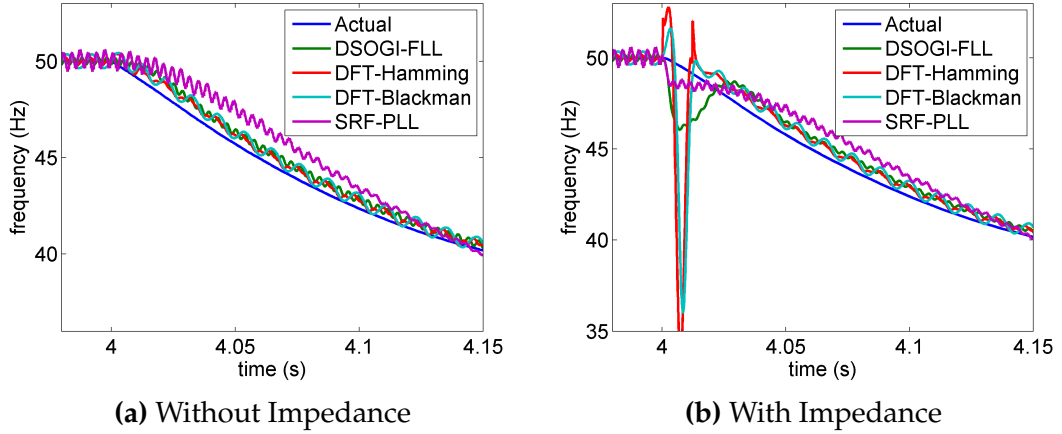 Actual
DSOGI-FLL
DFT-Hamming
DFT-Blackman
SRF-PLL
50
45
40
frequency (Hz)
4
4.05
4.1
4.15
time (s)
(a) Without Impedance
Actual
DSOGI-FLL
DFT-Hamming
DFT-Blackman
SRF-PLL
50
45
40
35
frequency (Hz)
4
4.05
4.1
4.15
time (s)
(b) With Impedance